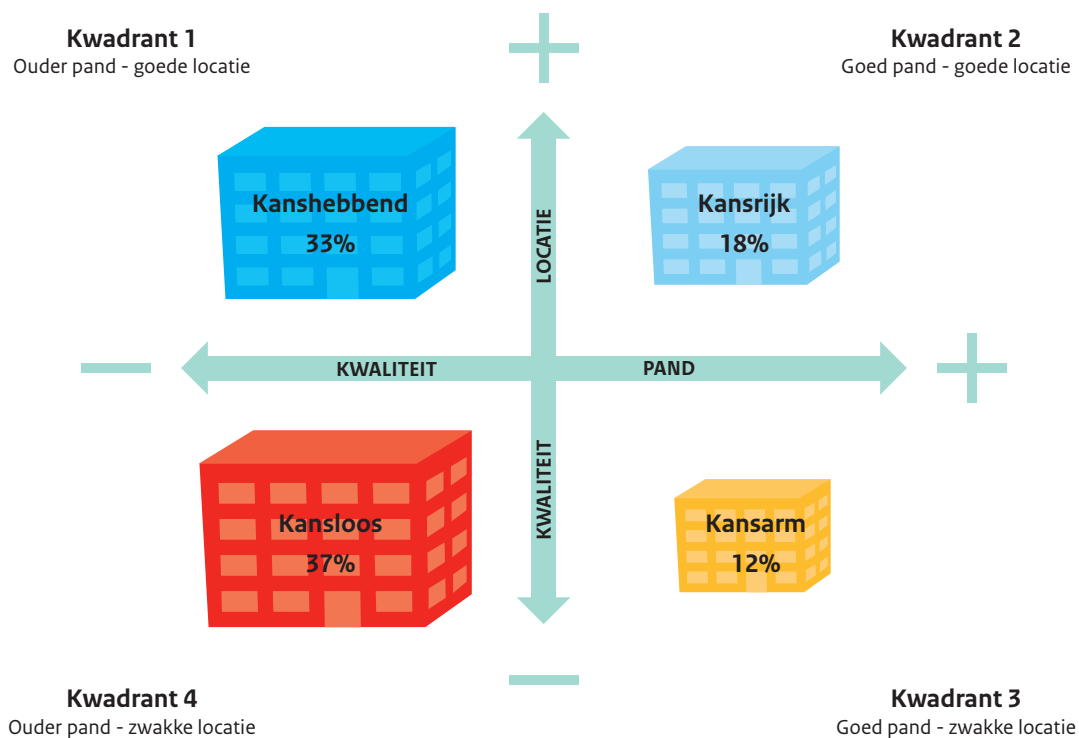 Kwadrant 1
Ouder pand - goede locatie
Kwadrant 2
Goed pand - goede locatie
Kanshebbend
33%
Kansrijk
18%
LOCATIE
KWALITEIT
PAND
KWALITEIT
Kansloos
37%
Kansarm
12%
Kwadrant 4
Ouder pand - zwakke locatie
Kwadrant 3
Goed pand - zwakke locatie